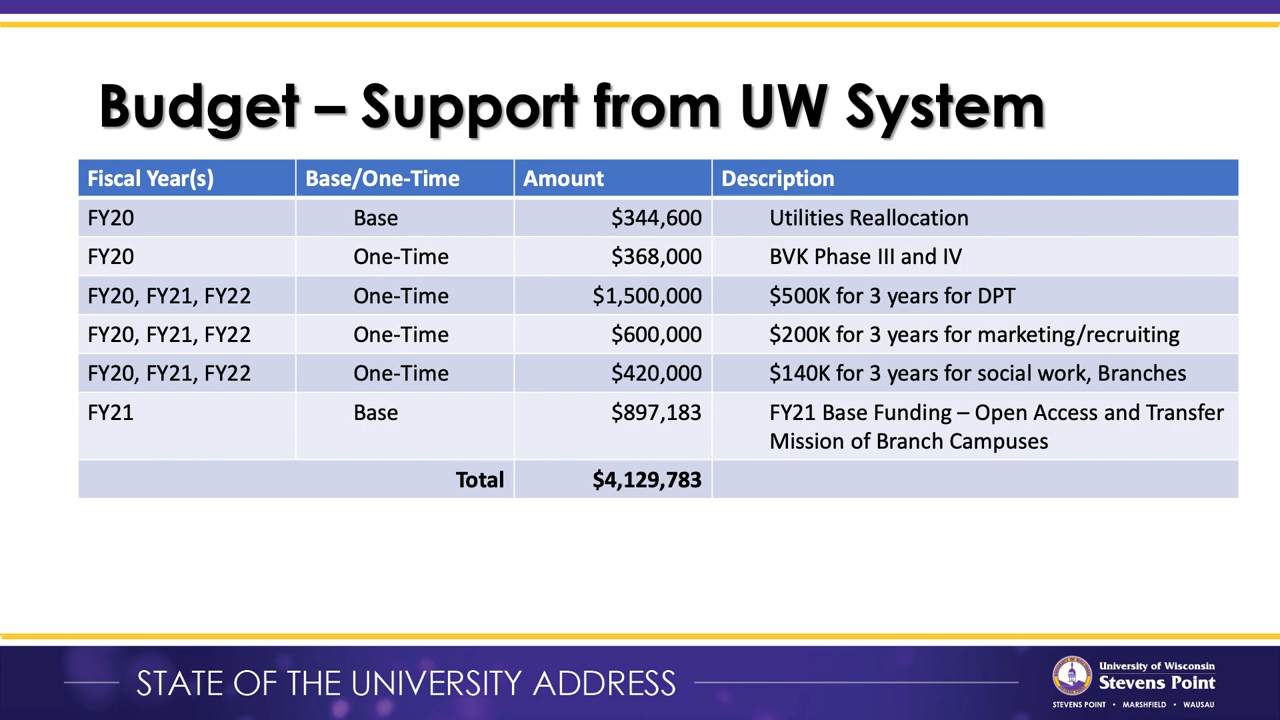 Budget – Support from UW System
Fiscal Year(s) Base/One-Time Amount Description
FY20 Base $344,600 Utilities Reallocation
FY20 One-Time $368,000 BVK Phase III and IV
FY20, FY21, FY22 One-Time $1,500,000 $500K for 3 years for DPT
FY20, FY21, FY22 One-Time $600,000 $200K for 3 years for marketing/recruiting
FY20, FY21, FY22 One-Time $420,000 $140K for 3 years for social work, Branches
FY21 Base $897,183 FY21 Base Funding – Open Access and Transfer
Mission of Branch Campuses
Total $4,129,783
STATE OF THE UNIVERSITY ADDRESS
University of Wisconsin
Stevens Point
STEVENS POINT • MARSHFIELD • WAUSAU